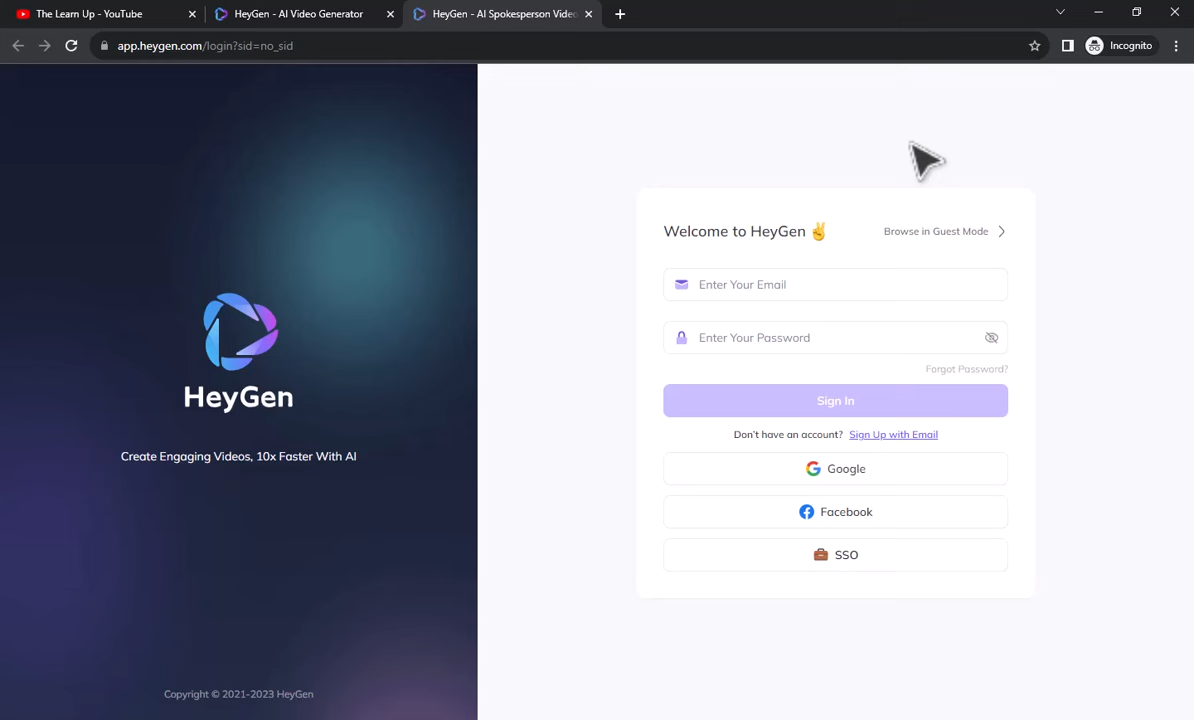 The Learn Up - YouTube
HeyGen - AI Video Generator
HeyGen - AI Spokesperson Video
app.heygen.com/login?sid=no_sid
Incognito
Welcome to HeyGen ✌
Browse in Guest Mode
Enter Your Email
Enter Your Password
Forgot Password?
Sign In
Don't have an account? Sign Up with Email
Google
Facebook
SSO
HeyGen
Create Engaging Videos, 10x Faster With AI
Copyright © 2021-2023 HeyGen